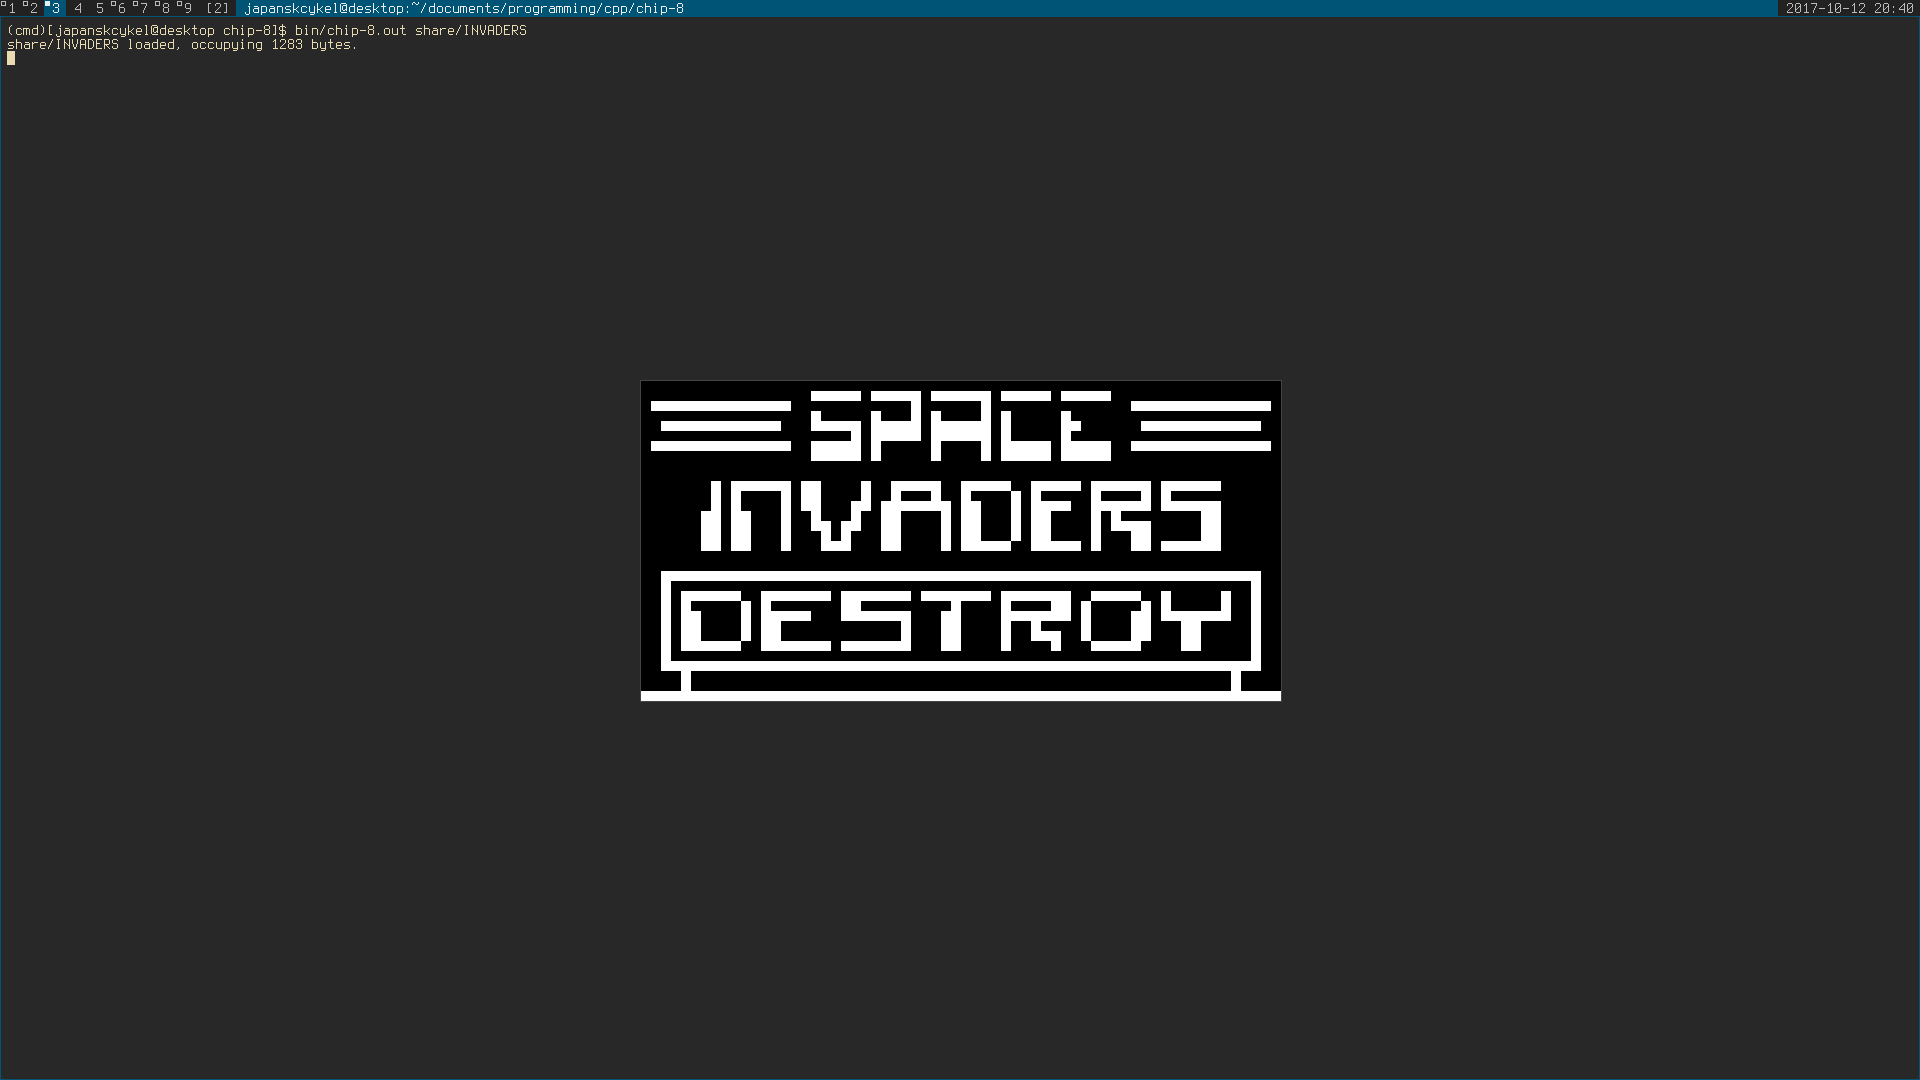 1 2 3 4 5 6 7 8 9 [2] japanskcykel@desktop:~/documents/programming/cpp/chip-8 2017-10-12 20:40
(cmd)[japanskcykel@desktop chip-8]$ bin/chip-8.out share/INVADERS
share/INVADERS loaded, occupying 1283 bytes.
SPACE
INVADERS
DESTROY